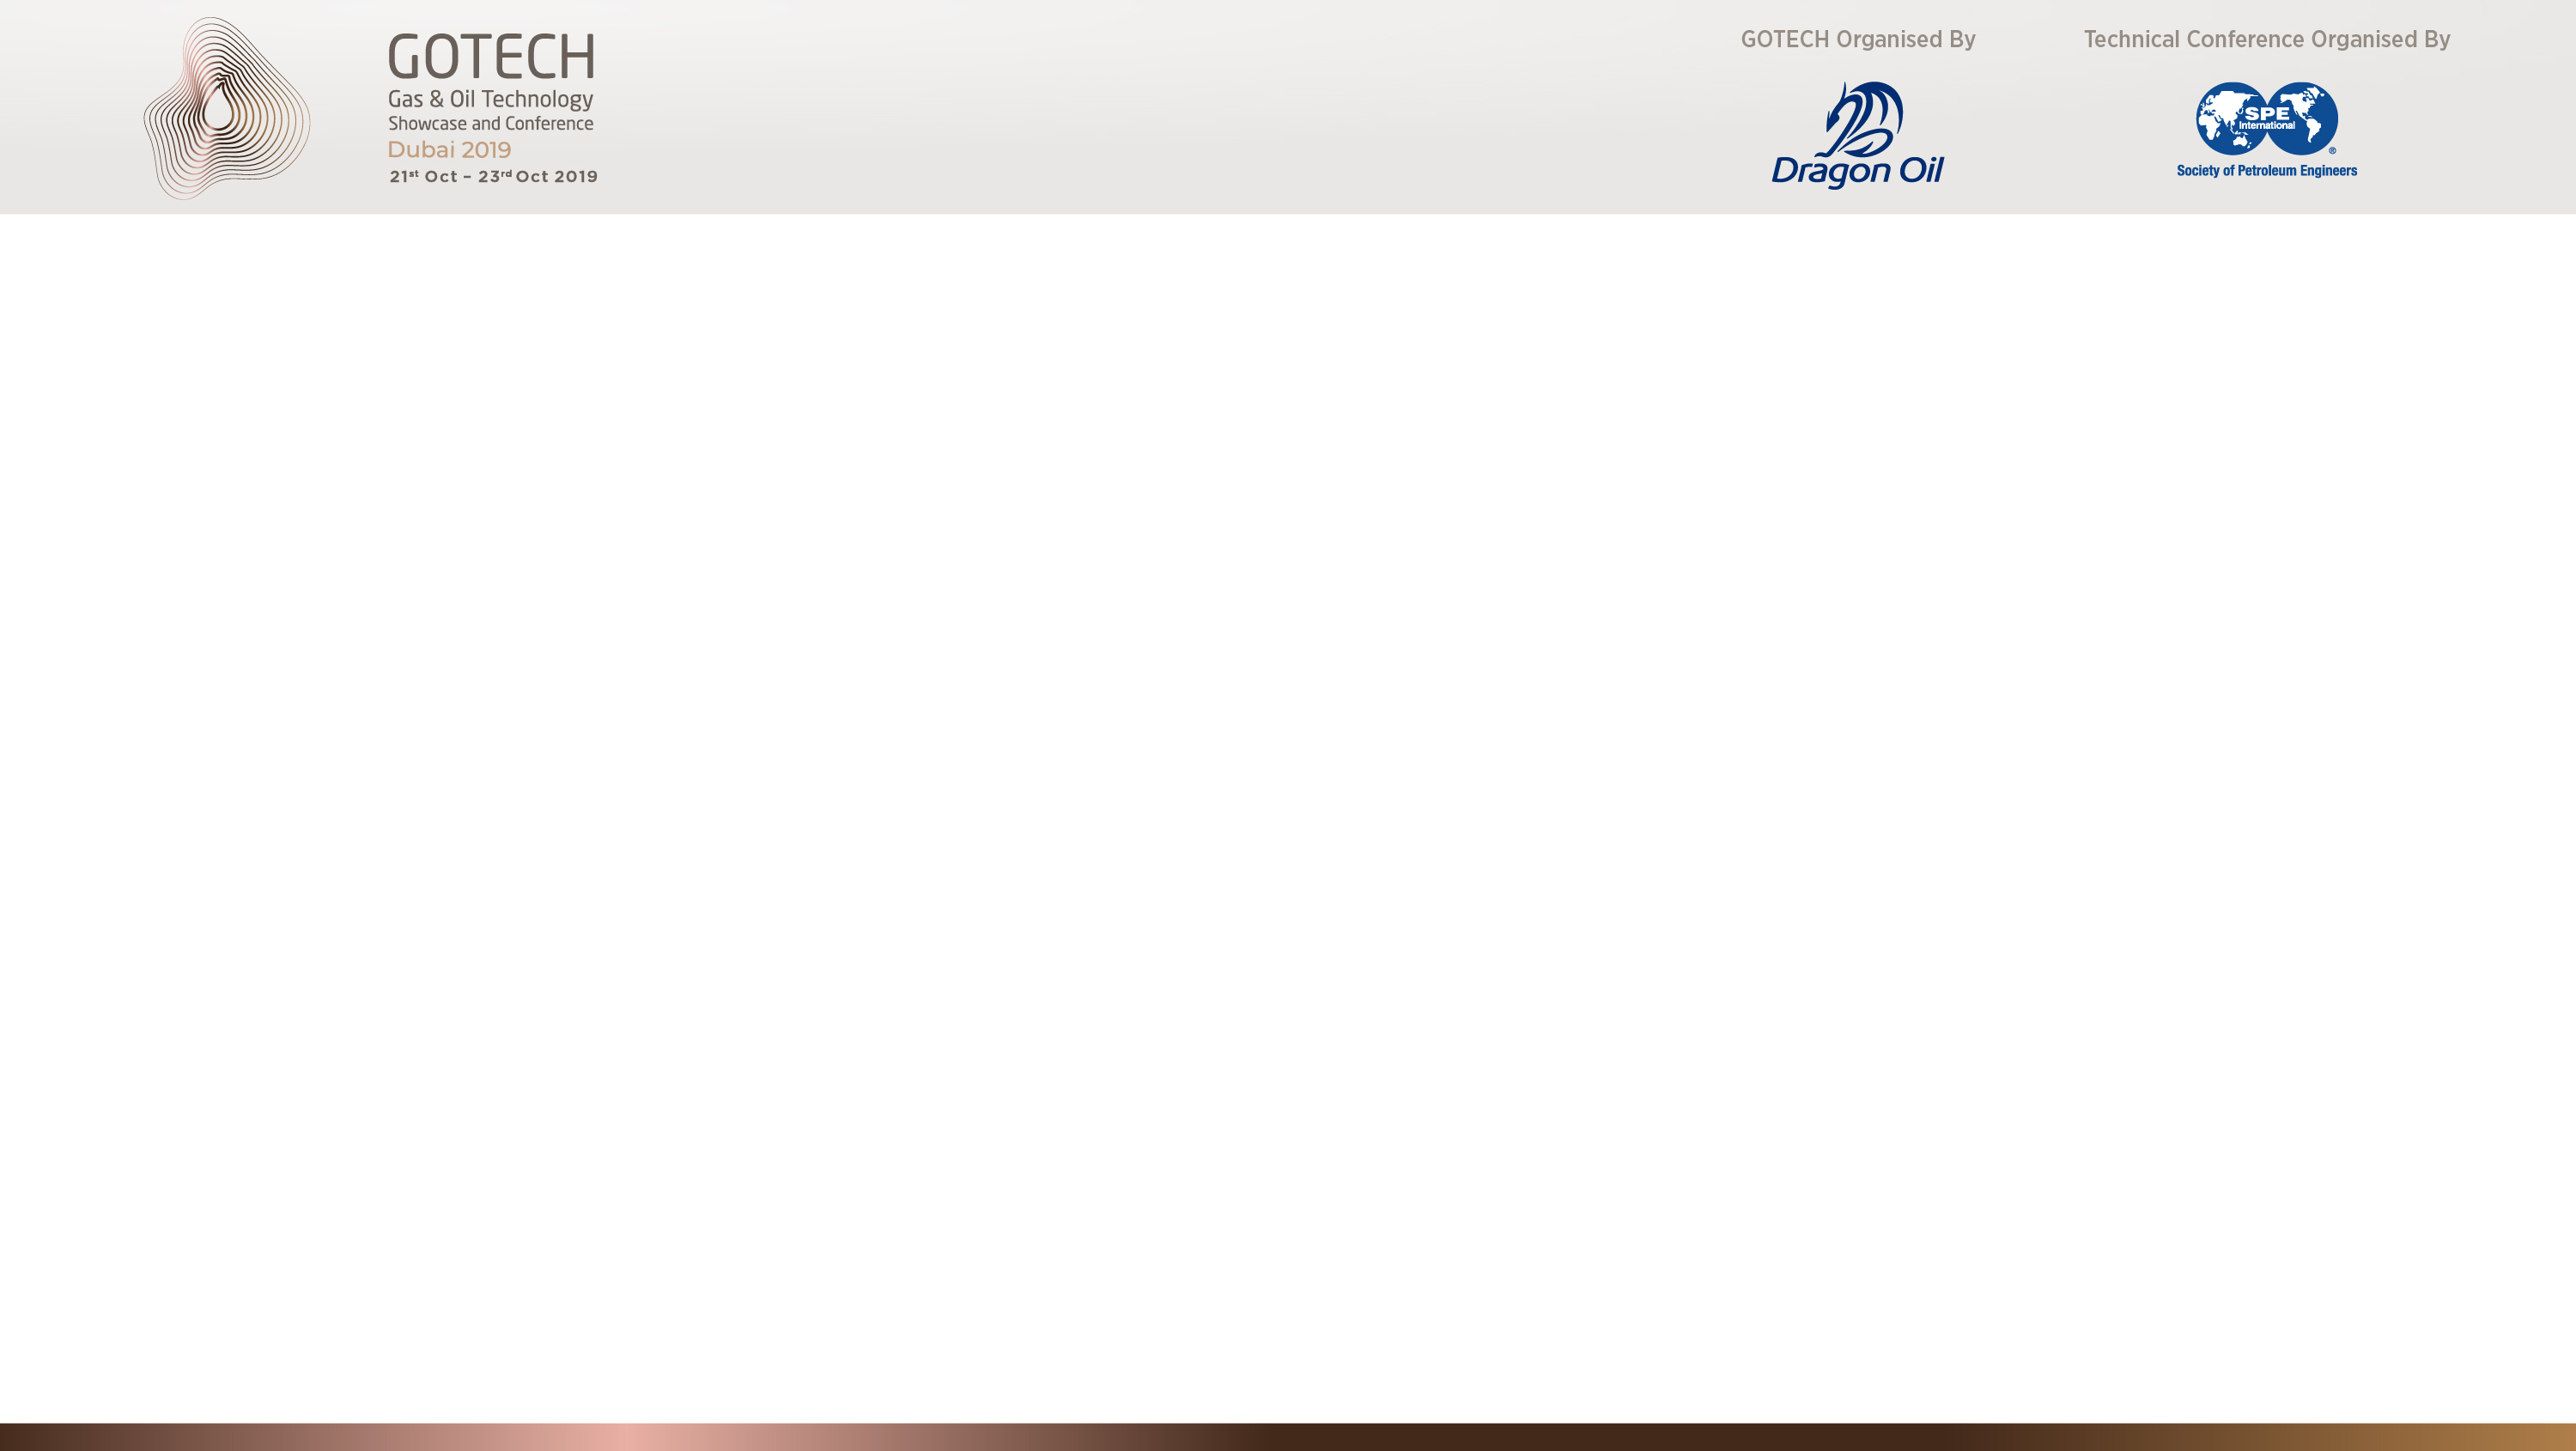 GOTECH
Gas & Oil Technology
Showcase and Conference
Dubai 2019
21st Oct – 23rd Oct 2019
GOTECH Organised By
Dragon Oil
Technical Conference Organised By
SPE
International
®
Society of Petroleum Engineers